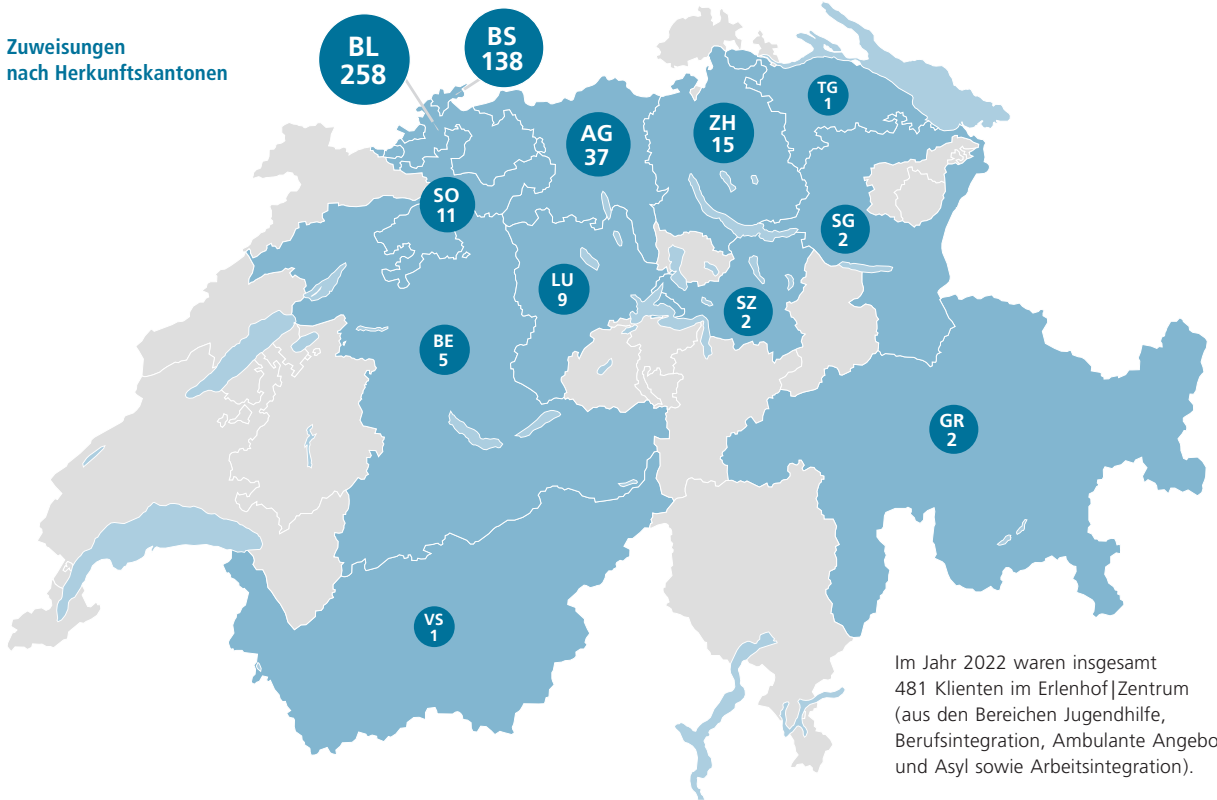 Zuweisungen
nach Herkunftskantonen
BL
258
BS
138
AG
37
ZH
15
TG
1
SO
11
SG
2
LU
9
SZ
2
BE
5
GR
2
VS
1
Im Jahr 2022 waren insgesamt
481 Klienten im Erlenhof|Zentrum
(aus den Bereichen Jugendhilfe,
Berufsintegration, Ambulante Angebo
und Asyl sowie Arbeitsintegration).